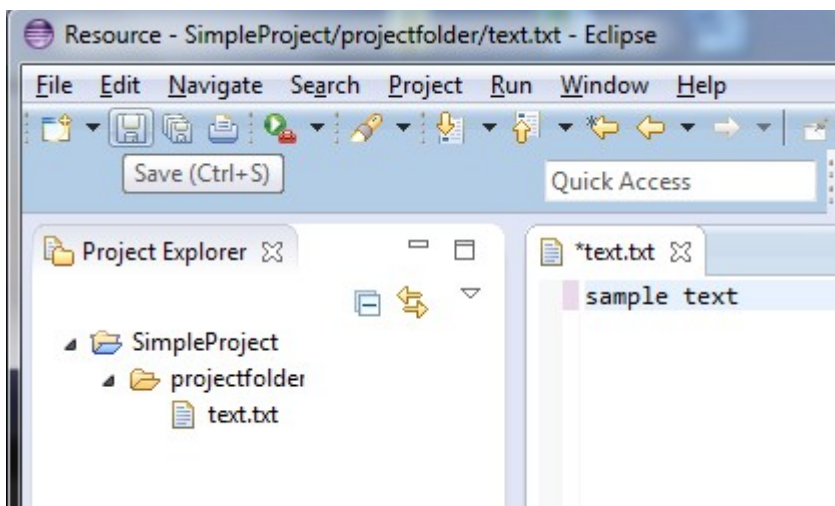 Resource - SimpleProject/projectfolder/text.txt - Eclipse
File Edit Navigate Search Project Run Window Help
Save (Ctrl+S)
Quick Access
Project Explorer
*text.txt
sample text
SimpleProject
projectfolder
text.txt